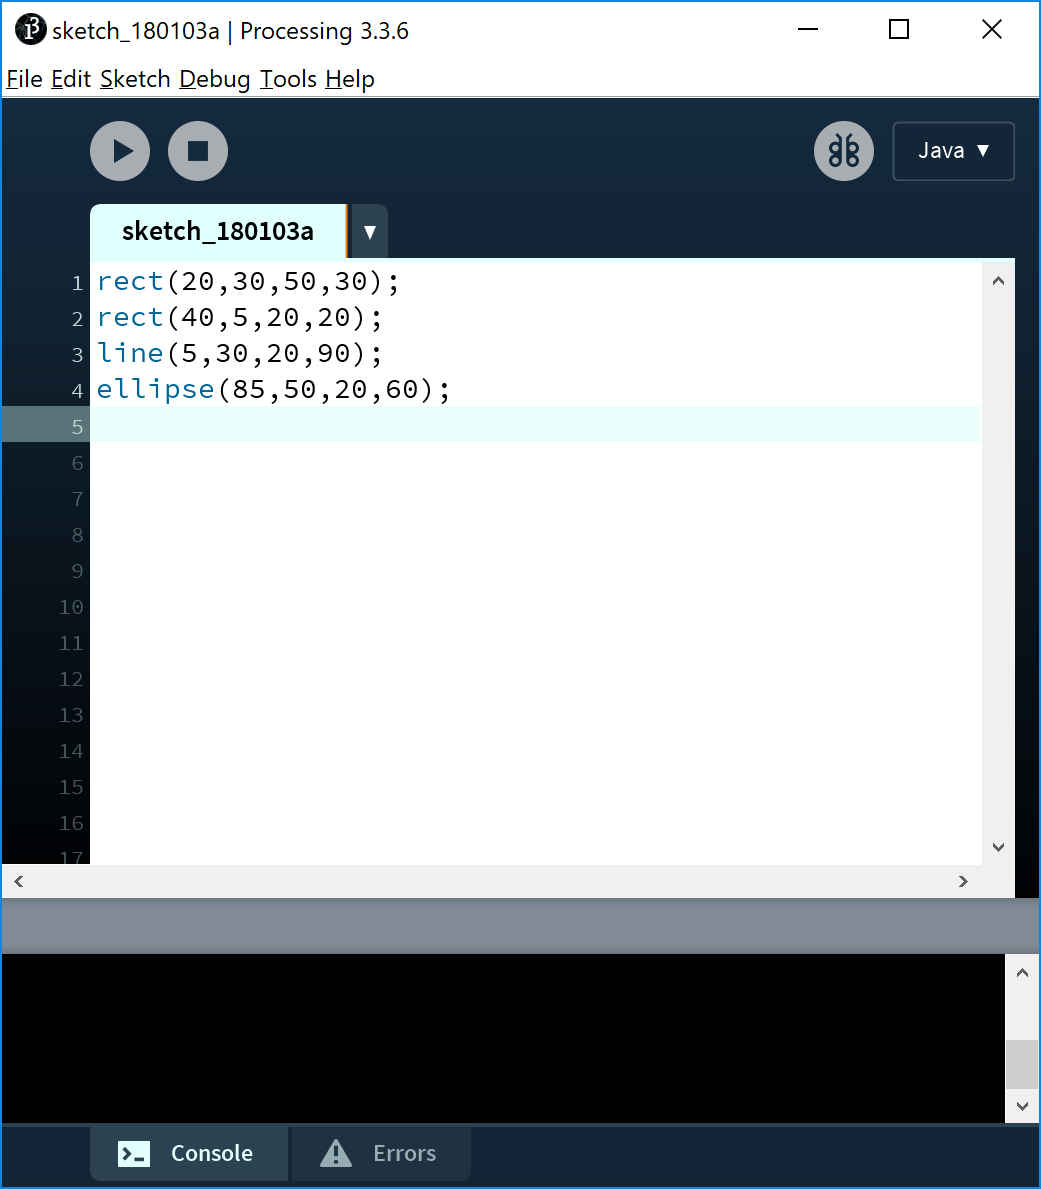 sketch_180103a | Processing 3.3.6
File Edit Sketch Debug Tools Help
Java ▼
sketch_180103a ▼
1 rect(20,30,50,30);
2 rect(40,5,20,20);
3 line(5,30,20,90);
4 ellipse(85,50,20,60);
5
6
7
8
9
10
11
12
13
14
15
16
17
Console Errors